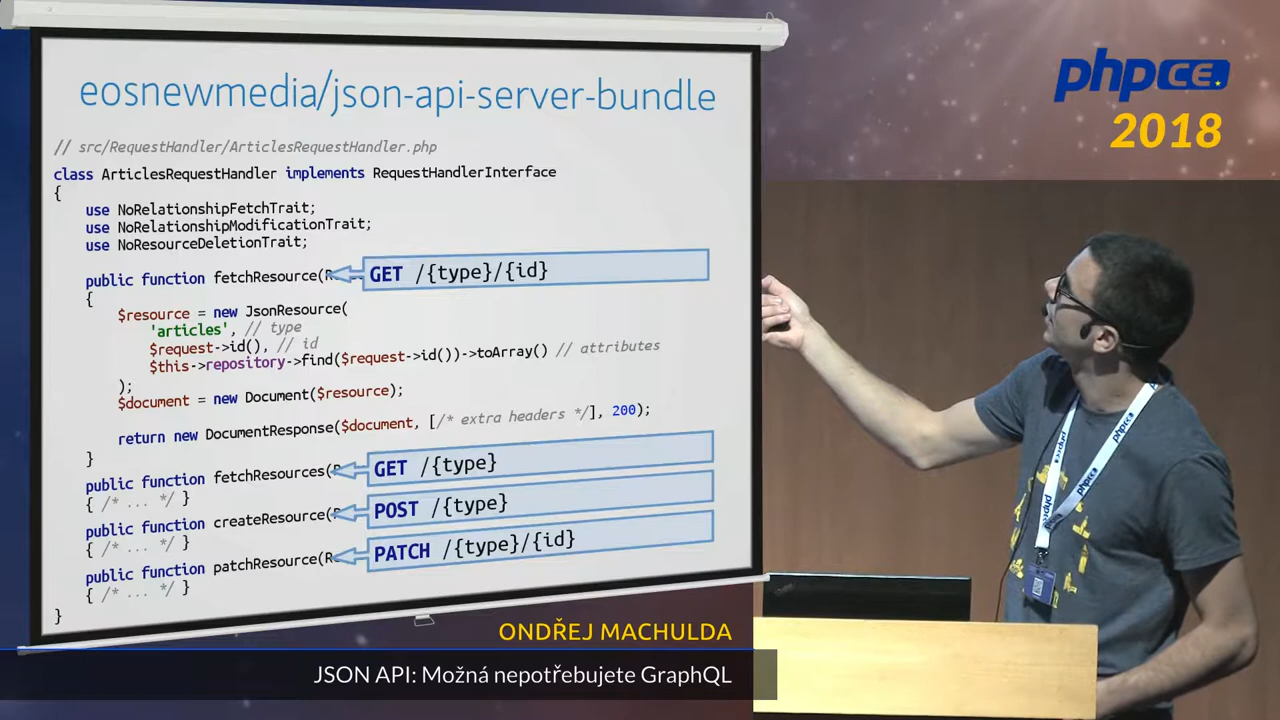 eosnewmedia/json-api-server-bundle
// src/RequestHandler/ArticlesRequestHandler.php
class ArticlesRequestHandler implements RequestHandlerInterface
{
use NoRelationshipFetchTrait;
use NoRelationshipModificationTrait;
use NoResourceDeletionTrait;
public function fetchResource(
GET /{type}/{id}
{
$resource = new JsonResource(
'articles', // type
$request->id(), // id
$this->repository->find($request->id())->toArray() // attributes
);
$document = new Document($resource);
return new DocumentResponse($document, [/* extra headers */], 200);
}
public function fetchResources(
GET /{type}
{ /* ... */ }
public function createResource(
POST /{type}
{ /* ... */ }
public function patchResource(
PATCH /{type}/{id}
{ /* ... */ }
}
phpCE
2018
phpce
ONDŘEJ MACHULDA
JSON API: Možná nepotřebujete GraphQL